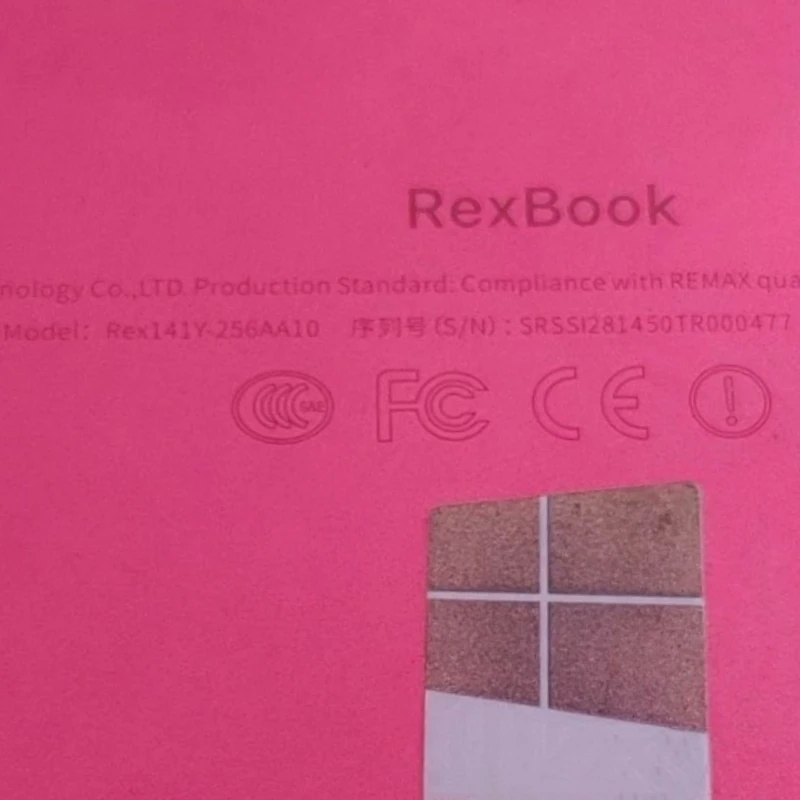 RexBook
nology Co.,LTD. Production Standard: Compliance with REMAX qua
Model: Rex141Y-256AA10 序列号(S/N): SRSSI281450TR000477
FC CE